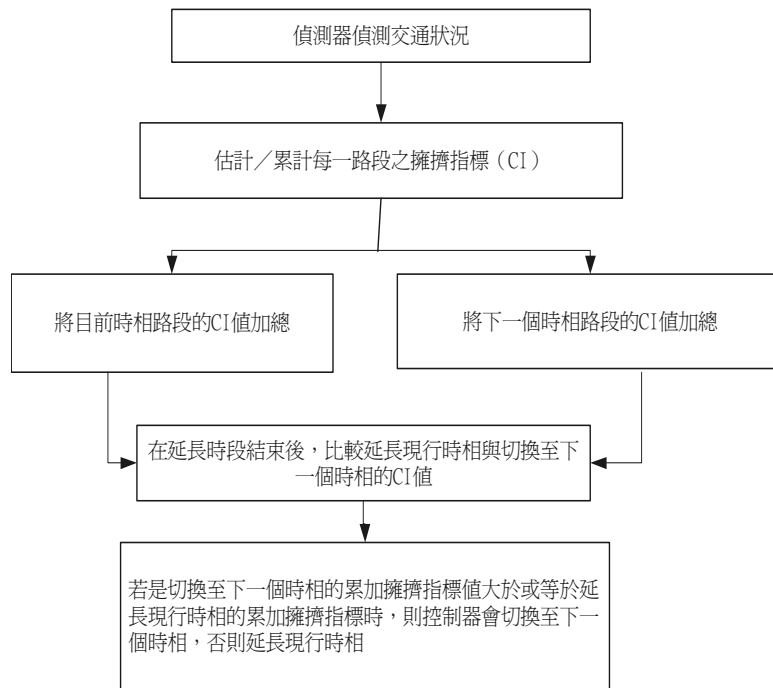 偵測器偵測交通狀況
估計／累計每一路段之擁擠指標（CI）
將目前時相路段的CI值加總
將下一個時相路段的CI值加總
在延長時段結束後，比較延長現行時相與切換至下
一個時相的CI值
若是切換至下一個時相的累加擁擠指標值大於或等於延
長現行時相的累加擁擠指標時，則控制器會切換至下一
個時相，否則延長現行時相